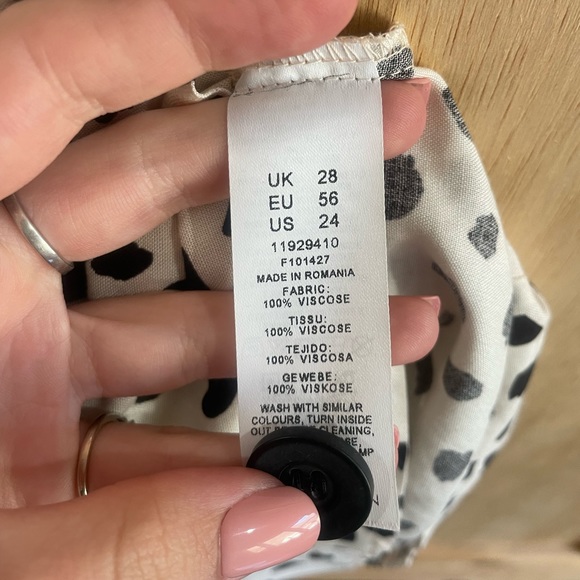 UK 28
EU 56
US 24
11929410
F101427
MADE IN ROMANIA
FABRIC:
100% VISCOSE
TISSU:
100% VISCOSE
TEJIDO:
100% VISCOSA
GEWEBE:
100% VISKOSE
WASH WITH SIMILAR
COLOURS, TURN INSIDE
CLEANING,